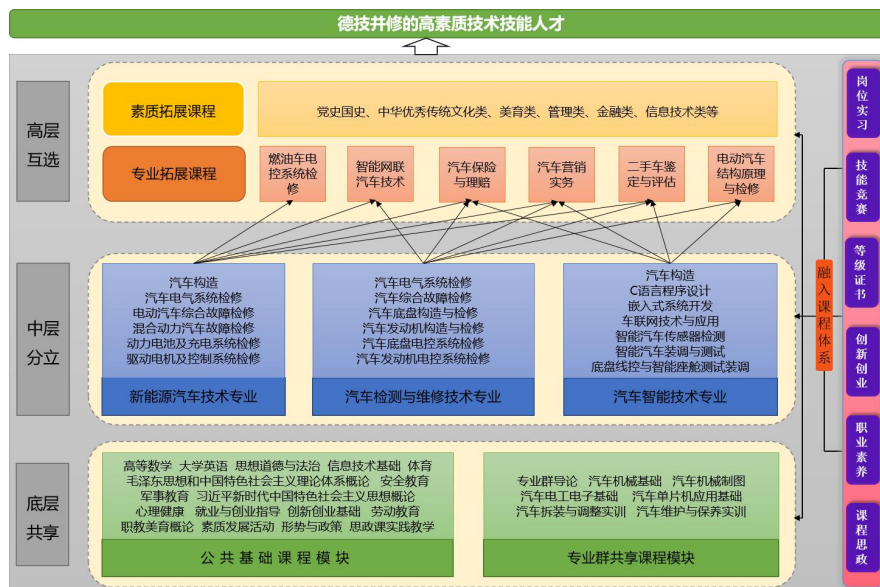 德技并修的高素质技术技能人才
高层
互选
素质拓展课程
党史国史、中华优秀传统文化类、美育类、管理类、金融类、信息技术类等
专业拓展课程
燃油车电
控系统检
修
智能网联
汽车技术
汽车保险
与理赔
汽车营销
实务
二手车鉴
定与评估
电动汽车
结构原理
与检修
中层
分立
汽车构造
汽车电气系统检修
电动汽车综合故障检修
混合动力汽车故障检修
动力电池及充电系统检修
驱动电机及控制系统检修
新能源汽车技术专业
汽车电气系统检修
汽车综合故障检修
汽车底盘构造与检修
汽车发动机构造与检修
汽车底盘电控系统检修
汽车发动机电控系统检修
汽车检测与维修技术专业
汽车构造
C语言程序设计
嵌入式系统开发
车联网技术与应用
智能汽车传感器检测
智能汽车装调与测试
底盘线控与智能座舱测试装调
汽车智能技术专业
底层
共享
高等数学 大学英语 思想道德与法治 信息技术基础 体育
毛泽东思想和中国特色社会主义理论体系概论 安全教育
军事教育 习近平新时代中国特色社会主义思想概论
心理健康 就业与创业指导 创新创业基础 劳动教育
职教美育概论 素质发展活动 形势与政策 思政课实践教学
公共基础课程模块
专业群导论 汽车机械基础 汽车机械制图
汽车电工电子基础 汽车单片机应用基础
汽车拆装与调整实训 汽车维护与保养实训
专业群共享课程模块
融入课程体系
岗位实习
技能竞赛
等级证书
创新创业
职业素养
课程思政